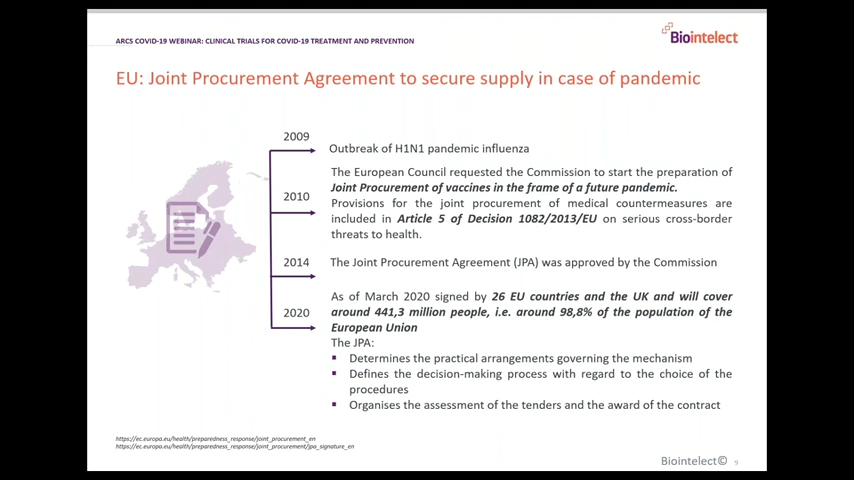 ARCS COVID-19 WEBINAR: CLINICAL TRIALS FOR COVID-19 TREATMENT AND PREVENTION
Biointelect
EU: Joint Procurement Agreement to secure supply in case of pandemic
2009
Outbreak of H1N1 pandemic influenza
2010
The European Council requested the Commission to start the preparation of
Joint Procurement of vaccines in the frame of a future pandemic.
Provisions for the joint procurement of medical countermeasures are
included in Article 5 of Decision 1082/2013/EU on serious cross-border
threats to health.
2014
The Joint Procurement Agreement (JPA) was approved by the Commission
2020
As of March 2020 signed by 26 EU countries and the UK and will cover
around 441,3 million people, i.e. around 98,8% of the population of the
European Union
The JPA:
▪ Determines the practical arrangements governing the mechanism
▪ Defines the decision-making process with regard to the choice of the
procedures
▪ Organises the assessment of the tenders and the award of the contract
https://ec.europa.eu/health/preparedness_response/joint_procurement_en
https://ec.europa.eu/health/preparedness_response/joint_procurement/jpa_signature_en
Biointelect© 9